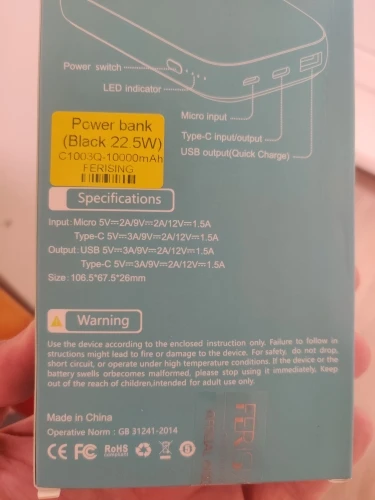 Power switch
LED indicator
Micro input
Type-C input/output
USB output(Quick Charge)
Power bank
(Black 22.5W)
C1003Q-10000mAh
FERISING
Specifications
Input: Micro 5V⎓2A/9V⎓2A/12V⎓1.5A
Type-C 5V⎓3A/9V⎓2A/12V⎓1.5A
Output: USB 5V⎓3A/9V⎓2A/12V⎓1.5A
Type-C 5V⎓3A/9V⎓2A/12V⎓1.5A
Size: 106.5*67.5*26mm
Warning
Use the device according to the enclosed instruction only. Failure to follow in
structions might lead to fire or damage to the device. For safety, do not drop,
short circuit, or operate under high temperature conditions. If the device or the
battery swells orbecomes malformed, please stop using it immediately. Keep
out of the reach of children,intended for adult use only.
Made in China
Operative Norm : GB 31241-2014
CE FC RoHS